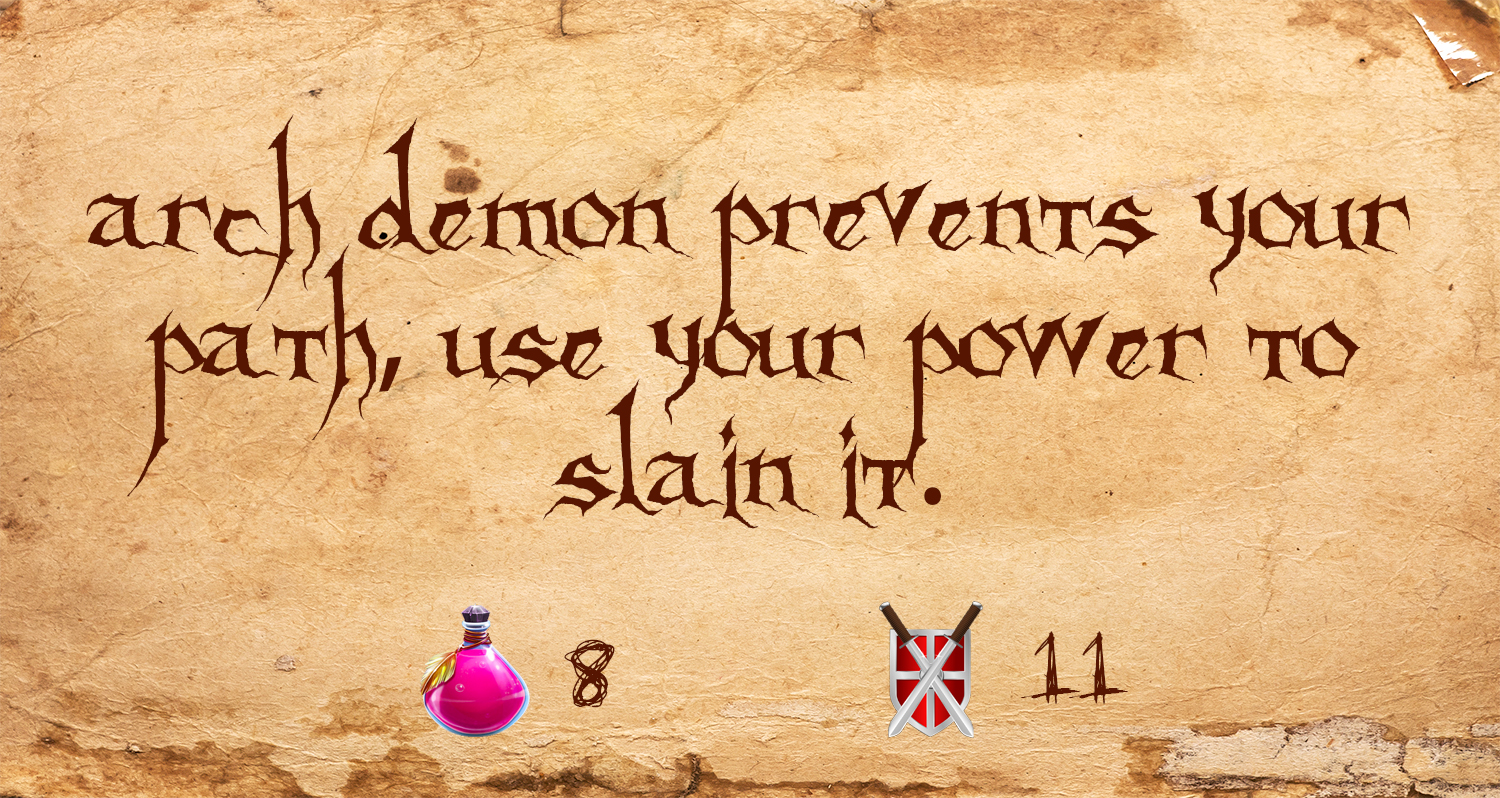 arch demon prevents your
path, use your power to
slain it.
8 11